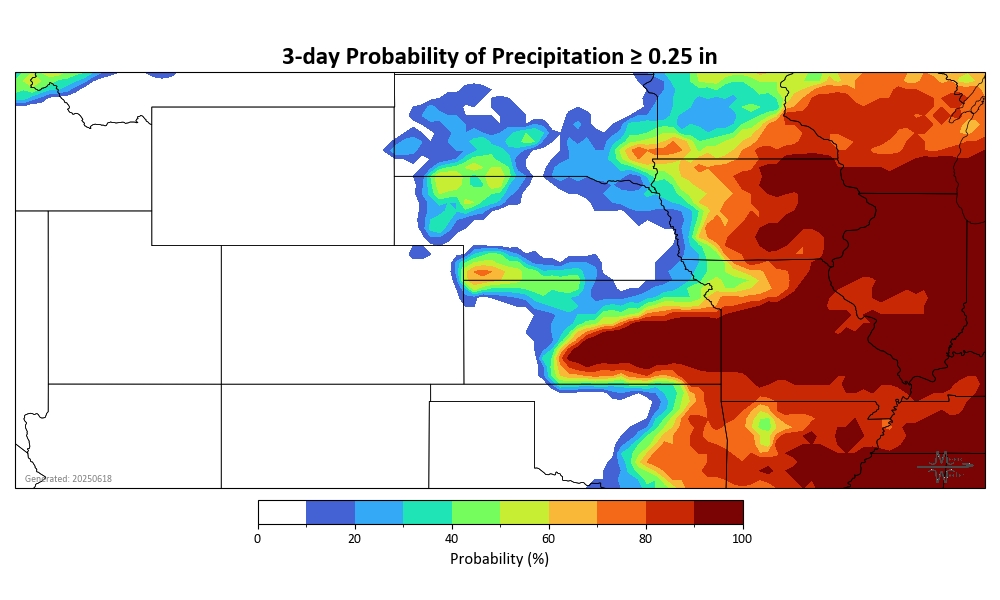 3-day Probability of Precipitation ≥ 0.25 in
Generated: 20250618
0 20 40 60 80 100
Probability (%)